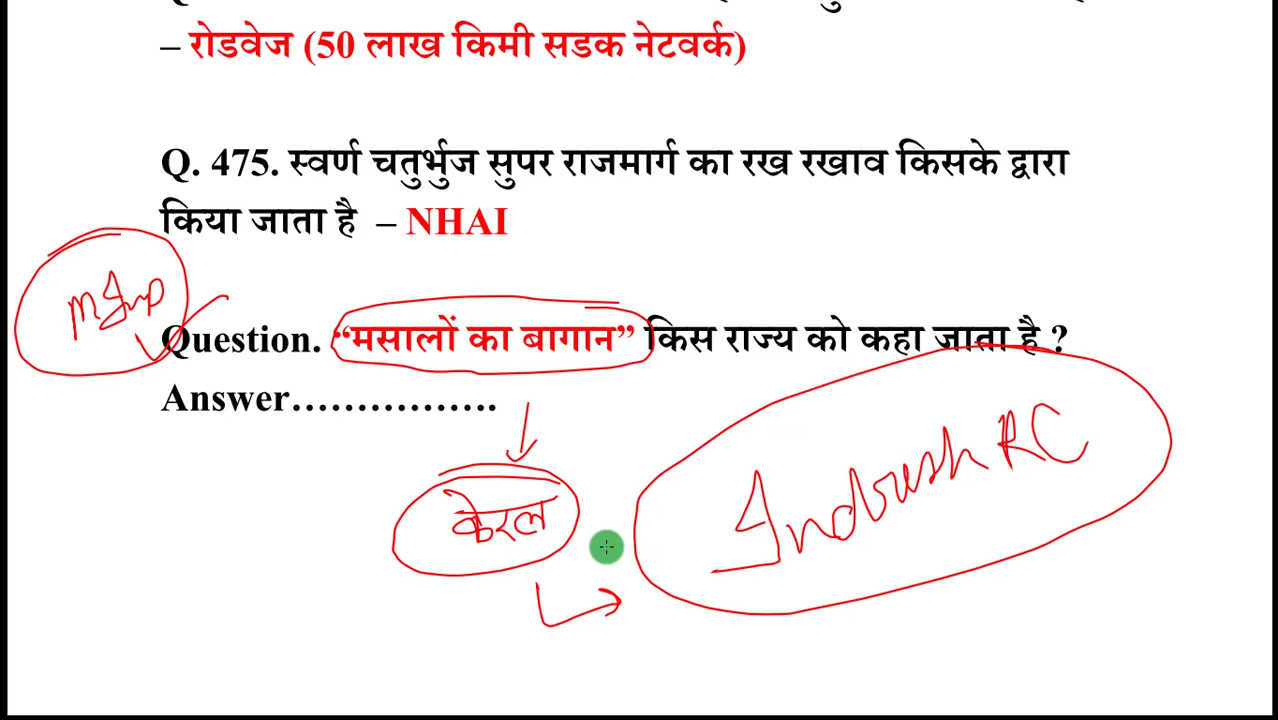 – रोडवेज (50 लाख किमी सडक नेटवर्क)
Q. 475. स्वर्ण चतुर्भुज सुपर राजमार्ग का रख रखाव किसके द्वारा
किया जाता है – NHAI
Imp
Question. “मसालों का बागान” किस राज्य को कहा जाता है ?
Answer................
केरल
RC